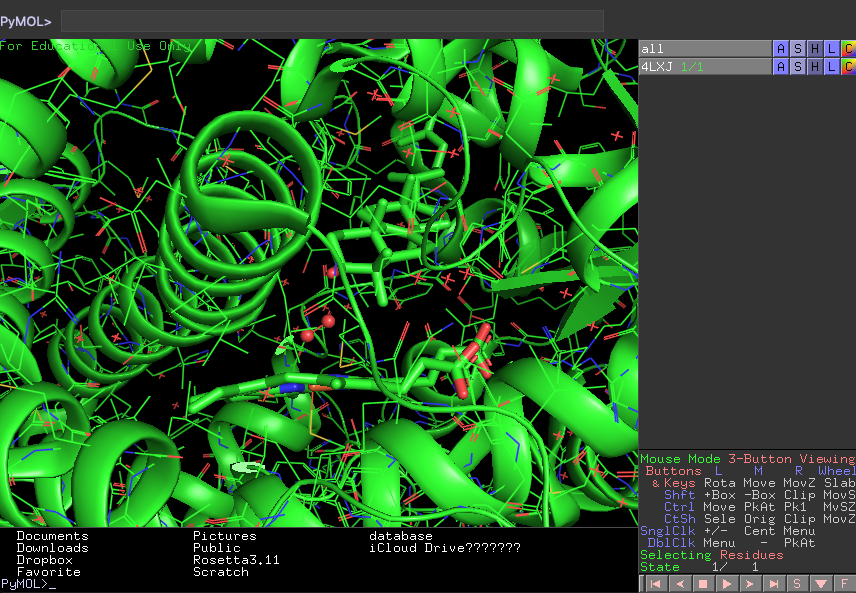 PyMOL>
For Educational Use Only
all A S H L C
4LXJ 1/1 A S H L C
Mouse Mode 3-Button Viewing
Buttons L M R Wheel
& Keys Rota Move MovZ Slab
Shft +Box -Box Clip MovS
Ctrl Move PkAt Pk1 MvSZ
CtSh Sele Orig Clip MovZ
SnglClk +/- Cent Menu
DblClk Menu - PkAt
Selecting Residues
State 1/ 1
Documents Pictures database
Downloads Public iCloud Drive???????
Dropbox Rosetta3.11
Favorite Scratch
PyMOL>_
S F